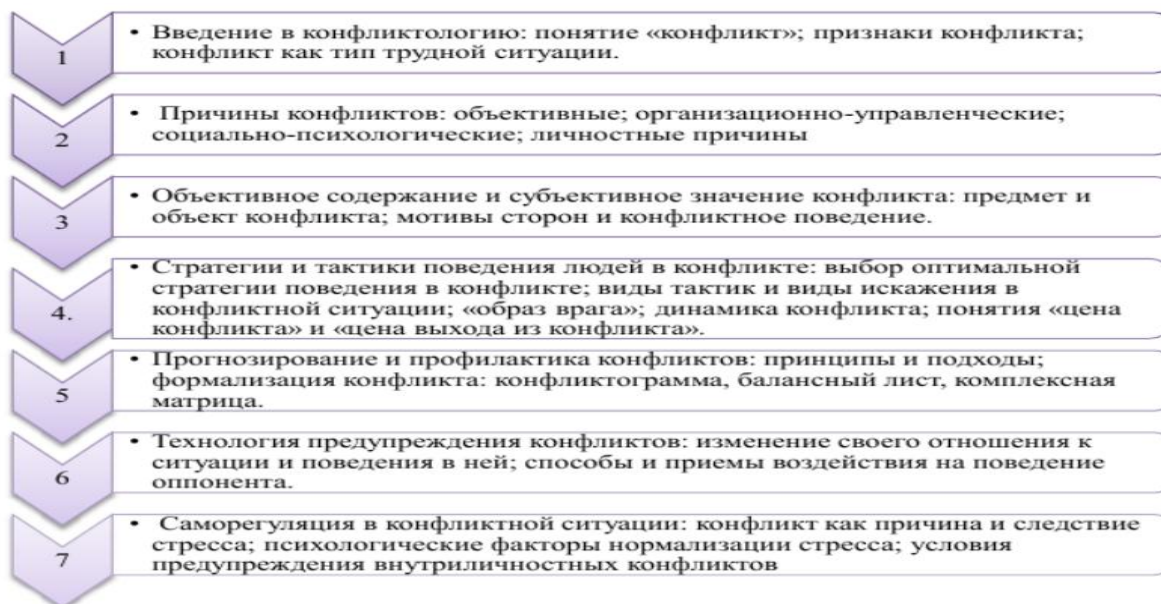 1
• Введение в конфликтологию: понятие «конфликт»; признаки конфликта;
конфликт как тип трудной ситуации.
2
• Причины конфликтов: объективные; организационно-управленческие;
социально-психологические; личностные причины
3
• Объективное содержание и субъективное значение конфликта: предмет и
объект конфликта; мотивы сторон и конфликтное поведение.
4.
• Стратегии и тактики поведения людей в конфликте: выбор оптимальной
стратегии поведения в конфликте; виды тактик и виды искажения в
конфликтной ситуации; «образ врага»; динамика конфликта; понятия «цена
конфликта» и «цена выхода из конфликта».
5
• Прогнозирование и профилактика конфликтов: принципы и подходы;
формализация конфликта: конфликтограмма, балансный лист, комплексная
матрица.
6
• Технология предупреждения конфликтов: изменение своего отношения к
ситуации и поведения в ней; способы и приемы воздействия на поведение
оппонента.
7
• Саморегуляция в конфликтной ситуации: конфликт как причина и следствие
стресса; психологические факторы нормализации стресса; условия
предупреждения внутриличностных конфликтов